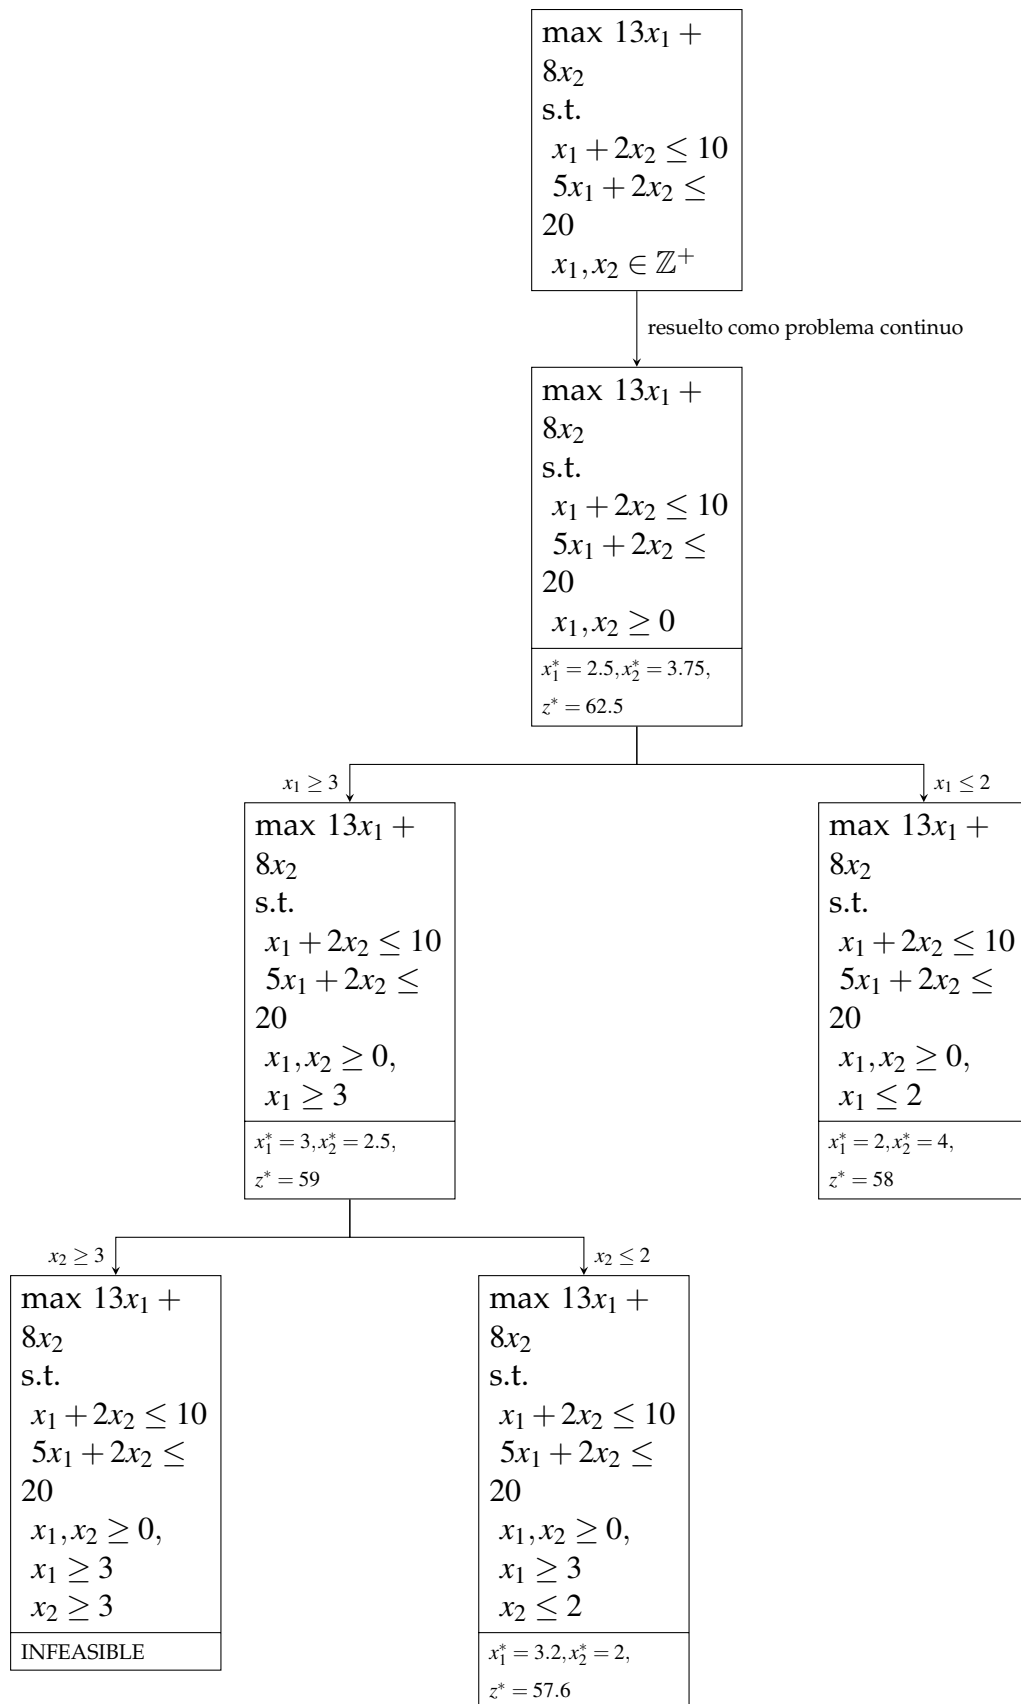 max 13x₁ +
8x₂
s.t.
x₁ + 2x₂ ≤ 10
5x₁ + 2x₂ ≤
20
x₁, x₂ ∈ ℤ⁺
resuelto como problema continuo
max 13x₁ +
8x₂
s.t.
x₁ + 2x₂ ≤ 10
5x₁ + 2x₂ ≤
20
x₁, x₂ ≥ 0
x₁* = 2.5, x₂* = 3.75,
z* = 62.5
x₁ ≥ 3
x₁ ≤ 2
max 13x₁ +
8x₂
s.t.
x₁ + 2x₂ ≤ 10
5x₁ + 2x₂ ≤
20
x₁, x₂ ≥ 0,
x₁ ≥ 3
x₁* = 3, x₂* = 2.5,
z* = 59
max 13x₁ +
8x₂
s.t.
x₁ + 2x₂ ≤ 10
5x₁ + 2x₂ ≤
20
x₁, x₂ ≥ 0,
x₁ ≤ 2
x₁* = 2, x₂* = 4,
z* = 58
x₂ ≥ 3
x₂ ≤ 2
max 13x₁ +
8x₂
s.t.
x₁ + 2x₂ ≤ 10
5x₁ + 2x₂ ≤
20
x₁, x₂ ≥ 0,
x₁ ≥ 3
x₂ ≥ 3
INFEASIBLE
max 13x₁ +
8x₂
s.t.
x₁ + 2x₂ ≤ 10
5x₁ + 2x₂ ≤
20
x₁, x₂ ≥ 0,
x₁ ≥ 3
x₂ ≤ 2
x₁* = 3.2, x₂* = 2,
z* = 57.6